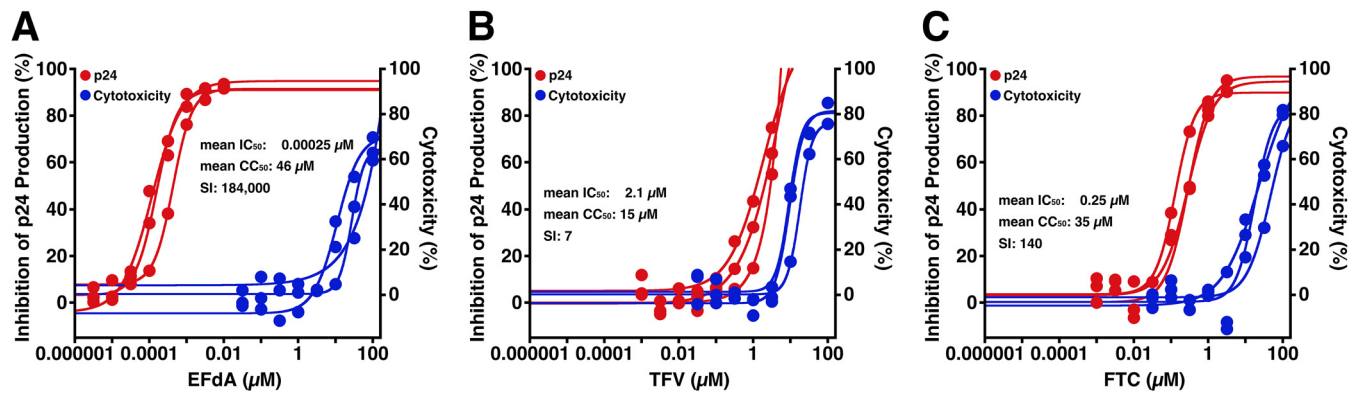 A
Inhibition of p24 Production (%)
100
80
60
40
20
0
p24
Cytotoxicity
mean IC50: 0.00025 µM
mean CC50: 46 µM
SI: 184,000
100
80
60
40
20
0
Cytotoxicity (%)
0.000001 0.0001 0.01 1 100
EFdA (µM)
B
Inhibition of p24 Production (%)
100
80
60
40
20
0
p24
Cytotoxicity
mean IC50: 2.1 µM
mean CC50: 15 µM
SI: 7
100
80
60
40
20
0
Cytotoxicity (%)
0.000001 0.0001 0.01 1 100
TFV (µM)
C
Inhibition of p24 Production (%)
100
80
60
40
20
0
p24
Cytotoxicity
mean IC50: 0.25 µM
mean CC50: 35 µM
SI: 140
100
80
60
40
20
0
Cytotoxicity (%)
0.000001 0.0001 0.01 1 100
FTC (µM)